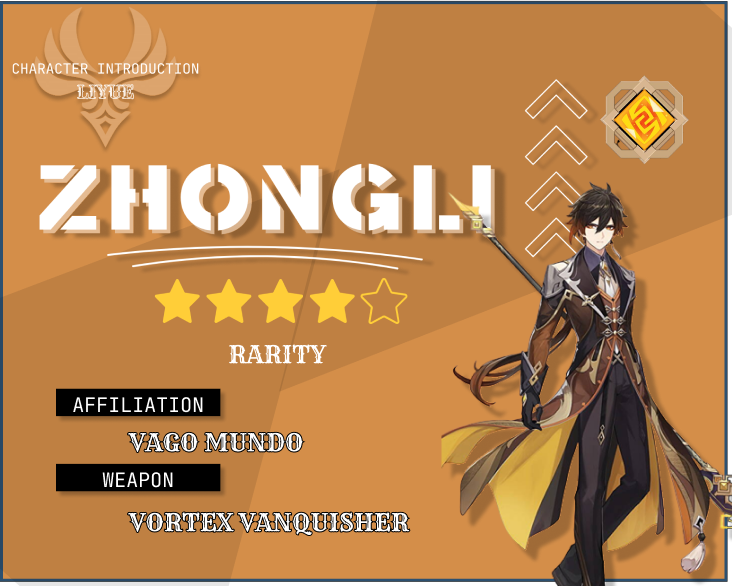 CHARACTER INTRODUCTION
LIYUE
ZHONGLI
RARITY
AFFILIATION
VAGO MUNDO
WEAPON
VORTEX VANQUISHER